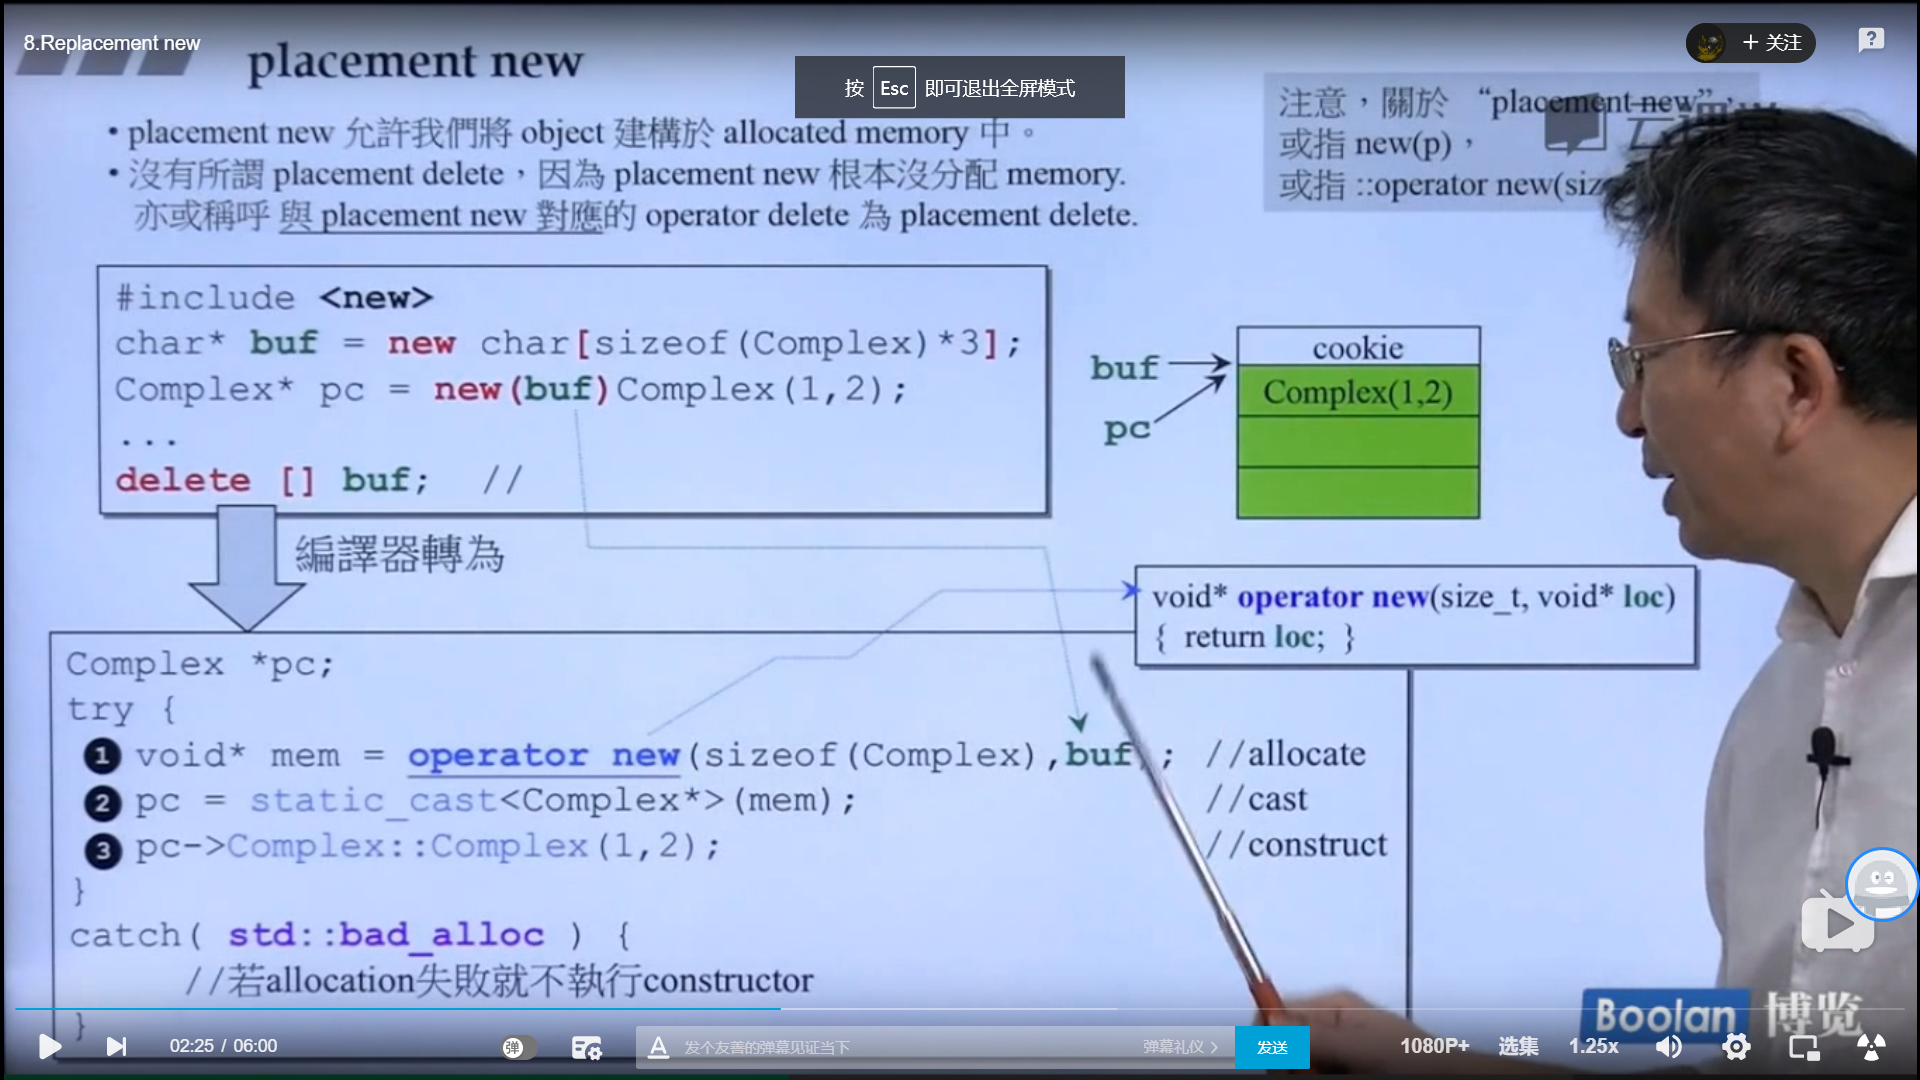 8.Replacement new
+ 关注
placement new
按 Esc 即可退出全屏模式
• placement new 允許我們將 object 建構於 allocated memory 中。
• 沒有所謂 placement delete，因為 placement new 根本沒分配 memory.
亦或稱呼 與 placement new 對應的 operator delete 為 placement delete.
注意，關於 “placement new”，
或指 new(p)，
或指 ::operator new(siz
#include <new>
char* buf = new char[sizeof(Complex)*3];
Complex* pc = new(buf)Complex(1,2);
...
delete [] buf; //
buf
pc
cookie
Complex(1,2)
編譯器轉為
void* operator new(size_t, void* loc)
{ return loc; }
Complex *pc;
try {
1 void* mem = operator new(sizeof(Complex),buf); //allocate
2 pc = static_cast<Complex*>(mem); //cast
3 pc->Complex::Complex(1,2); //construct
}
catch( std::bad_alloc ) {
//若allocation失敗就不執行constructor
}
Boolan 博览
02:25 / 06:00
弹
A 发个友善的弹幕见证当下
弹幕礼仪 >
发送
1080P+
选集
1.25x